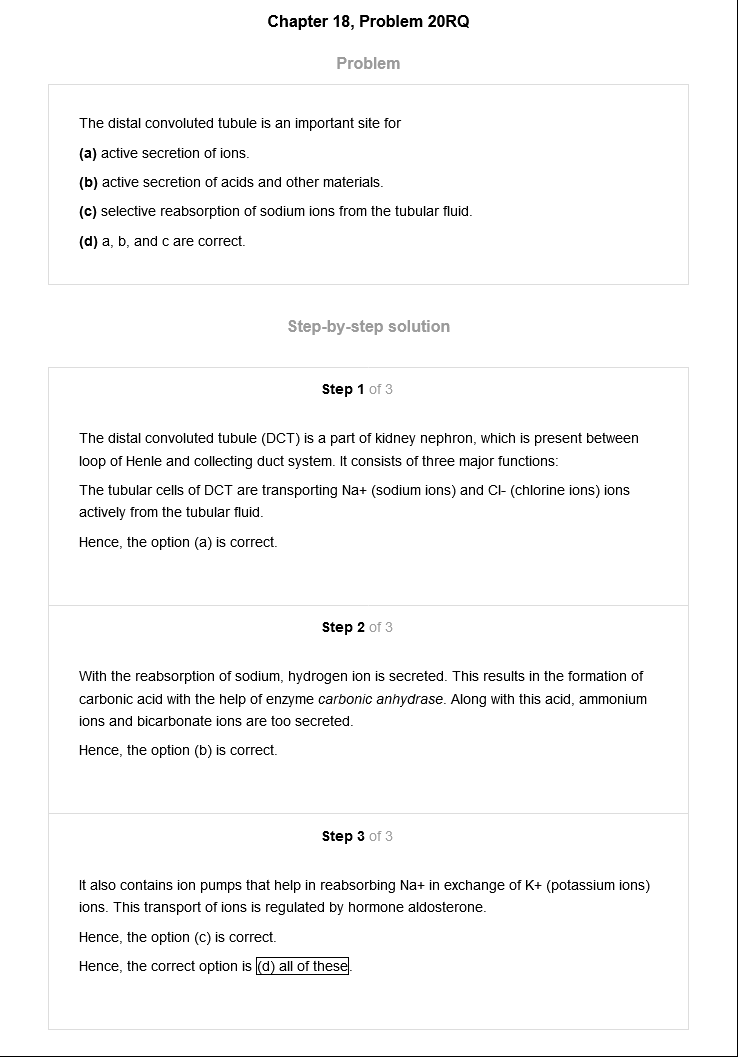 Chapter 18, Problem 20RQ
Problem
The distal convoluted tubule is an important site for
(a) active secretion of ions.
(b) active secretion of acids and other materials.
(c) selective reabsorption of sodium ions from the tubular fluid.
(d) a, b, and c are correct.
Step-by-step solution
Step 1 of 3
The distal convoluted tubule (DCT) is a part of kidney nephron, which is present between
loop of Henle and collecting duct system. It consists of three major functions:
The tubular cells of DCT are transporting Na+ (sodium ions) and Cl- (chlorine ions) ions
actively from the tubular fluid.
Hence, the option (a) is correct.
Step 2 of 3
With the reabsorption of sodium, hydrogen ion is secreted. This results in the formation of
carbonic acid with the help of enzyme carbonic anhydrase. Along with this acid, ammonium
ions and bicarbonate ions are too secreted.
Hence, the option (b) is correct.
Step 3 of 3
It also contains ion pumps that help in reabsorbing Na+ in exchange of K+ (potassium ions)
ions. This transport of ions is regulated by hormone aldosterone.
Hence, the option (c) is correct.
Hence, the correct option is (d) all of these.